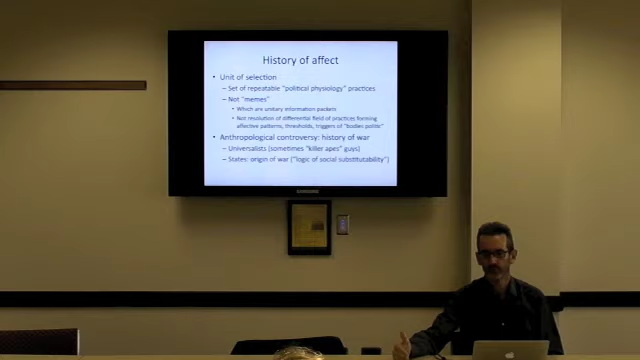 History of affect
• Unit of selection
– Set of repeatable "political physiology" practices
– Not "memes"
• Which are unitary information packets
• Not resolution of differential field of practices forming
affective patterns, thresholds, triggers of "bodies politic"
• Anthropological controversy: history of war
– Universalists (sometimes "killer apes" guys)
– States: origin of war ("logic of social substitutability")
SAMSUNG